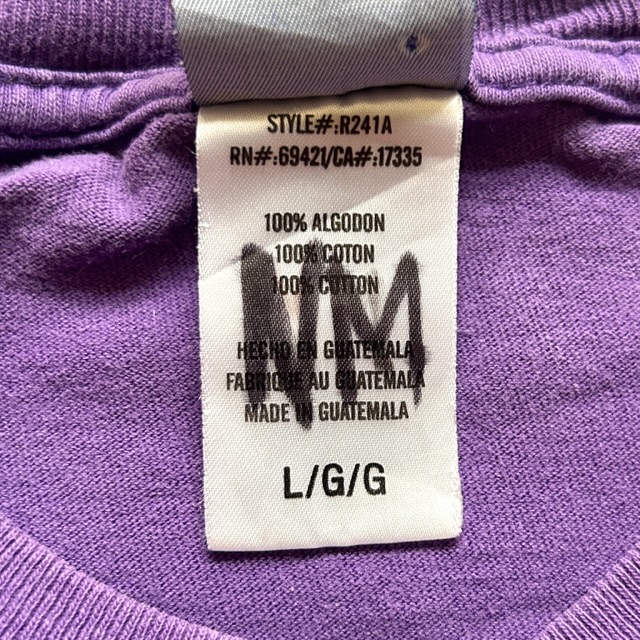 STYLE#:R241A
RN#:69421/CA#:17335
100% ALGODON
100% COTON
100% COTTON
NM
HECHO EN GUATEMALA
FABRIQUE AU GUATEMALA
MADE IN GUATEMALA
L/G/G